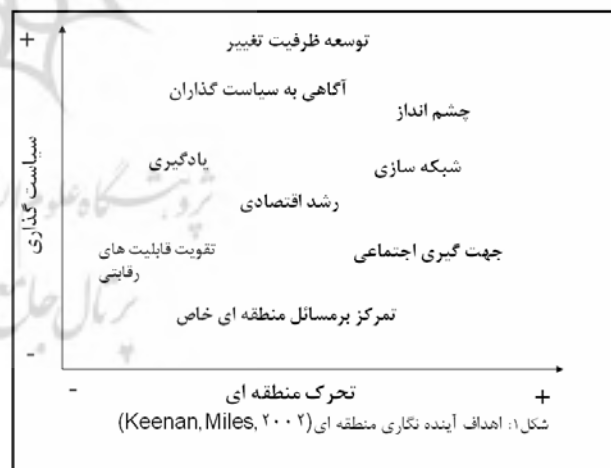 +
توسعه ظرفیت تغییر
آگاهی به سیاست گذاران
چشم انداز
یادگیری
شبکه سازی
رشد اقتصادی
سیاست گذاری
تقویت قابلیت های
رقابتی
جهت گیری اجتماعی
تمرکز برمسائل منطقه ای خاص
-
-
تحرک منطقه ای
+
شکل۱: اهداف آینده نگاری منطقه ای(Keenan, Miles, ۲۰۰۲)